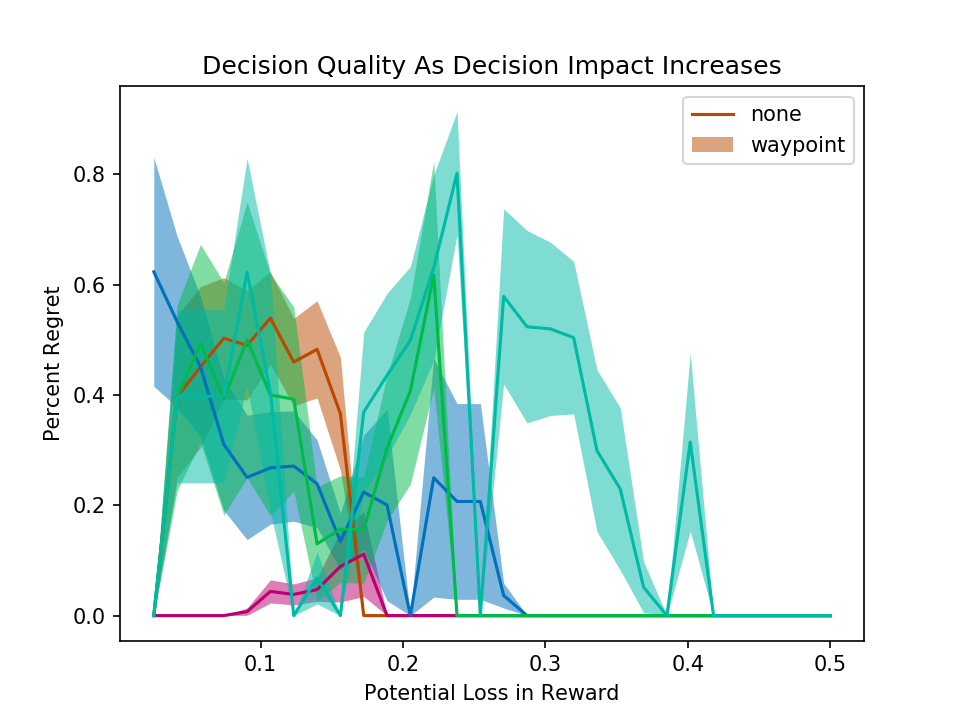 Decision Quality As Decision Impact Increases
none
waypoint
Percent Regret
0.8
0.6
0.4
0.2
0.0
0.1 0.2 0.3 0.4 0.5
Potential Loss in Reward